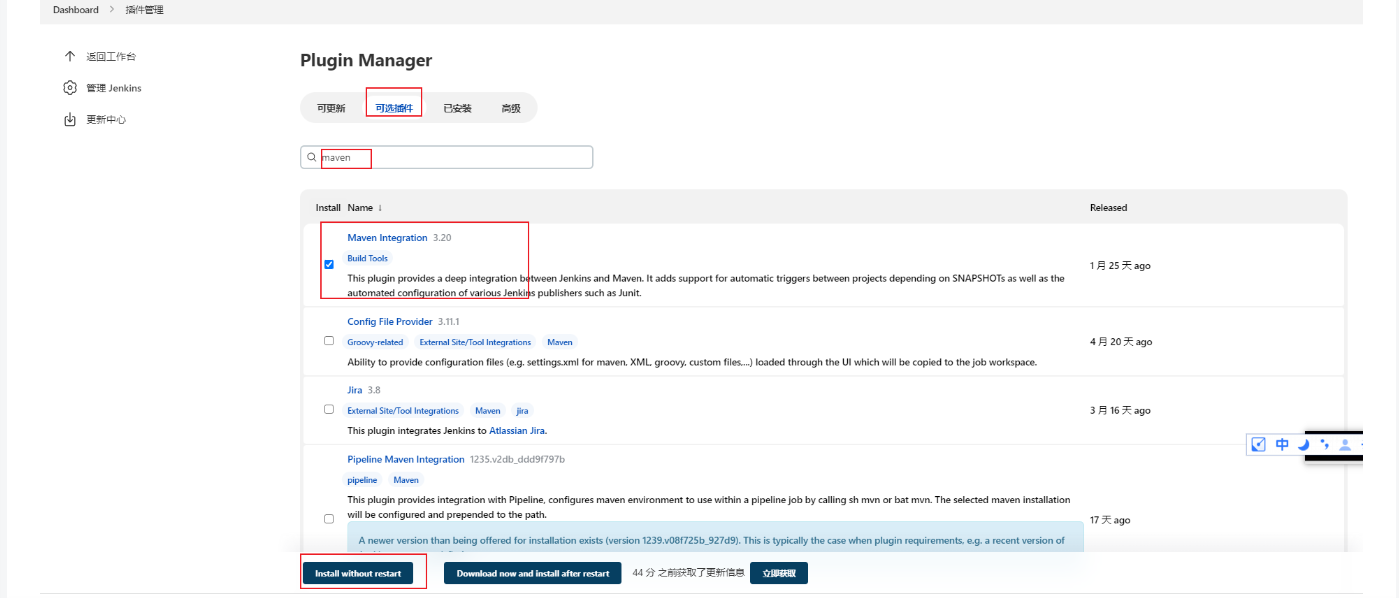 Dashboard > 插件管理
返回工作台
管理 Jenkins
更新中心
Plugin Manager
可更新 可选插件 已安装 高级
maven
Install Name ↓ Released
Maven Integration 3.20
Build Tools
This plugin provides a deep integration between Jenkins and Maven. It adds support for automatic triggers between projects depending on SNAPSHOTs as well as the
automated configuration of various Jenkins publishers such as Junit.
1 月 25 天 ago
Config File Provider 3.11.1
Groovy-related External Site/Tool Integrations Maven
Ability to provide configuration files (e.g. settings.xml for maven, XML, groovy, custom files,...) loaded through the UI which will be copied to the job workspace.
4 月 20 天 ago
Jira 3.8
External Site/Tool Integrations Maven jira
This plugin integrates Jenkins to Atlassian Jira.
3 月 16 天 ago
Pipeline Maven Integration 1235.v2db_ddd9f797b
pipeline Maven
This plugin provides integration with Pipeline, configures maven environment to use within a pipeline job by calling sh mvn or bat mvn. The selected maven installation
will be configured and prepended to the path.
17 天 ago
A newer version than being offered for installation exists (version 1239.v08f725b_927d9). This is typically the case when plugin requirements, e.g. a recent version of
中
Install without restart Download now and install after restart 44 分 之前获取了更新信息 立即获取